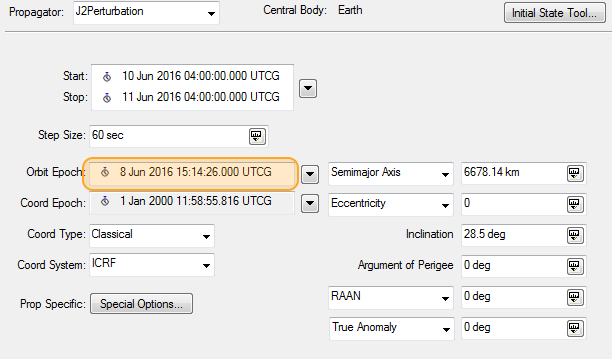 Propagator: J2Perturbation Central Body: Earth Initial State Tool...
Start: 10 Jun 2016 04:00:00.000 UTCG
Stop: 11 Jun 2016 04:00:00.000 UTCG
Step Size: 60 sec
Orbit Epoch: 8 Jun 2016 15:14:26.000 UTCG Semimajor Axis 6678.14 km
Coord Epoch: 1 Jan 2000 11:58:55.816 UTCG Eccentricity 0
Coord Type: Classical Inclination 28.5 deg
Coord System: ICRF Argument of Perigee 0 deg
Prop Specific: Special Options... RAAN 0 deg
True Anomaly 0 deg